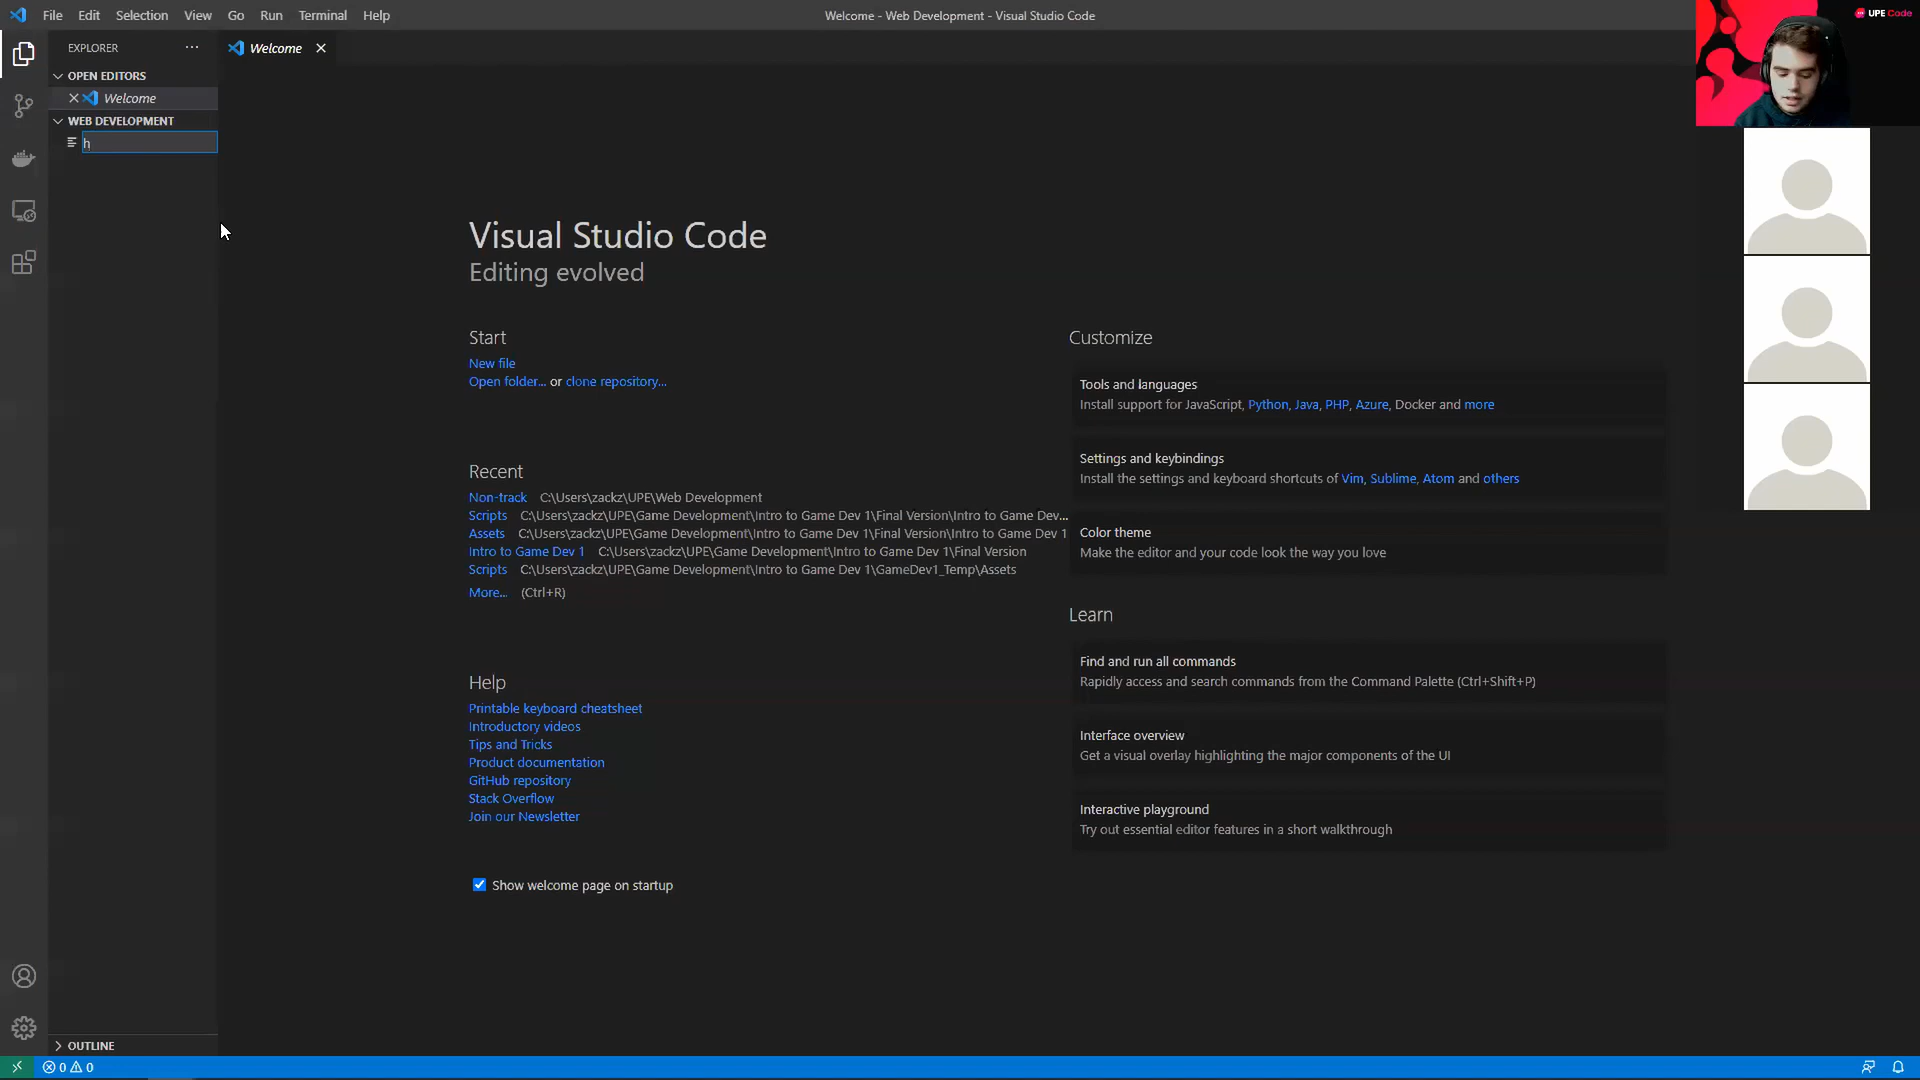 File Edit Selection View Go Run Terminal Help
Welcome - Web Development - Visual Studio Code
UPE Code
EXPLORER ···
Welcome
OPEN EDITORS
Welcome
WEB DEVELOPMENT
h
Visual Studio Code
Editing evolved
Start
New file
Open folder... or clone repository...
Recent
Non-track C:\Users\zackz\UPE\Web Development
Scripts C:\Users\zackz\UPE\Game Development\Intro to Game Dev 1\Final Version\Intro to Game Dev...
Assets C:\Users\zackz\UPE\Game Development\Intro to Game Dev 1\Final Version\Intro to Game Dev 1
Intro to Game Dev 1 C:\Users\zackz\UPE\Game Development\Intro to Game Dev 1\Final Version
Scripts C:\Users\zackz\UPE\Game Development\Intro to Game Dev 1\GameDev1_Temp\Assets
More... (Ctrl+R)
Help
Printable keyboard cheatsheet
Introductory videos
Tips and Tricks
Product documentation
GitHub repository
Stack Overflow
Join our Newsletter
Show welcome page on startup
Customize
Tools and languages
Install support for JavaScript, Python, Java, PHP, Azure, Docker and more
Settings and keybindings
Install the settings and keyboard shortcuts of Vim, Sublime, Atom and others
Color theme
Make the editor and your code look the way you love
Learn
Find and run all commands
Rapidly access and search commands from the Command Palette (Ctrl+Shift+P)
Interface overview
Get a visual overlay highlighting the major components of the UI
Interactive playground
Try out essential editor features in a short walkthrough
OUTLINE
0 0